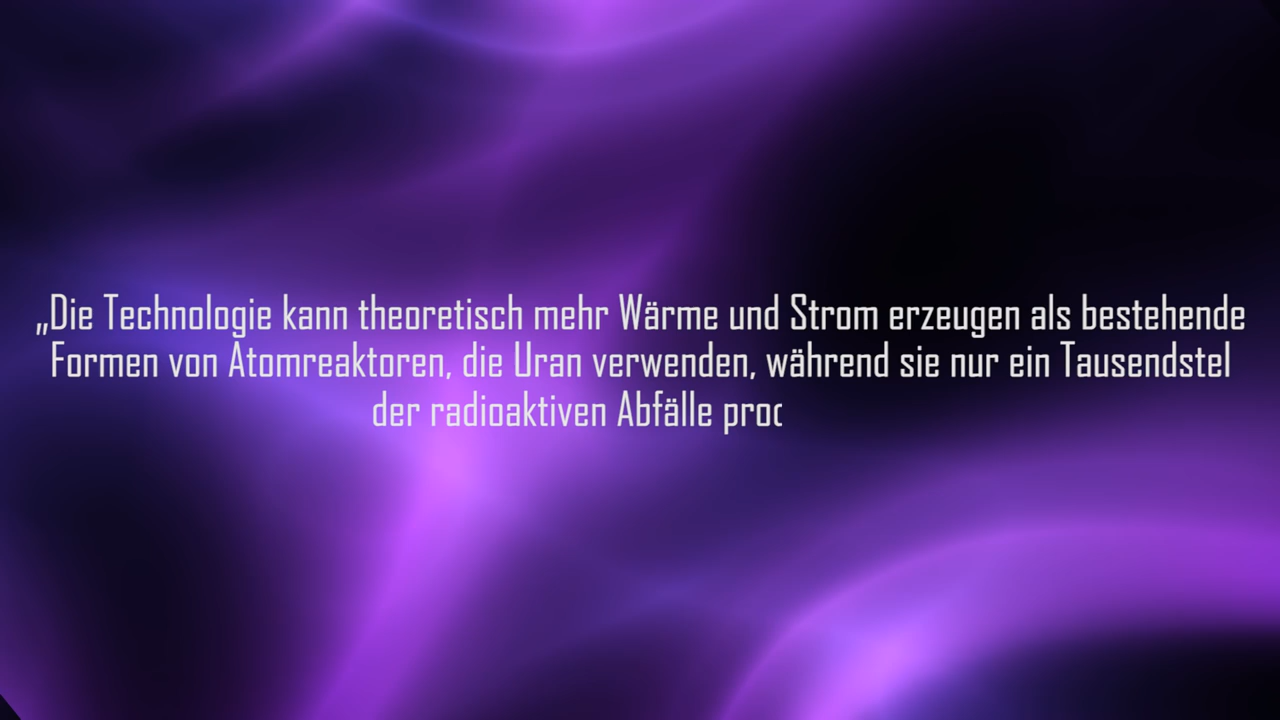 „Die Technologie kann theoretisch mehr Wärme und Strom erzeugen als bestehende
Formen von Atomreaktoren, die Uran verwenden, während sie nur ein Tausendstel
der radioaktiven Abfälle